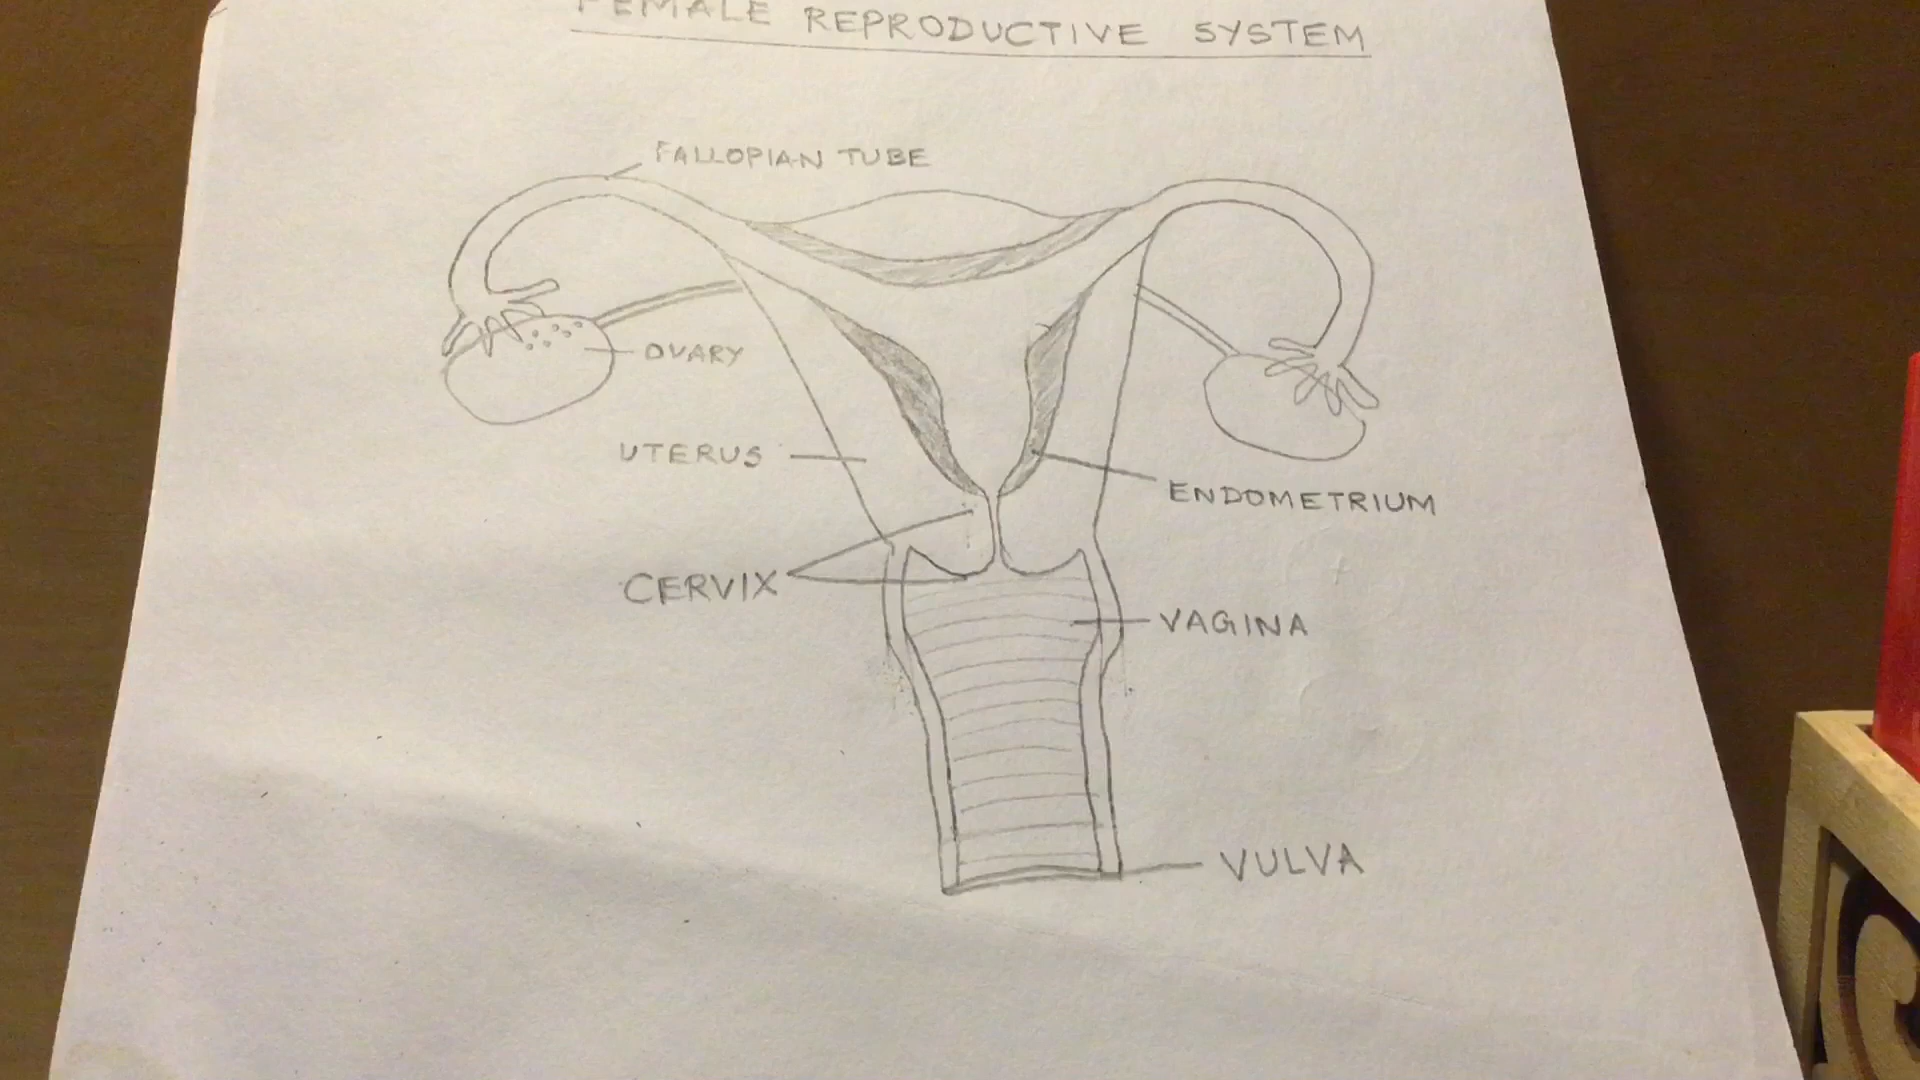 FEMALE REPRODUCTIVE SYSTEM
FALLOPIAN TUBE
OVARY
UTERUS
ENDOMETRIUM
CERVIX
VAGINA
VULVA